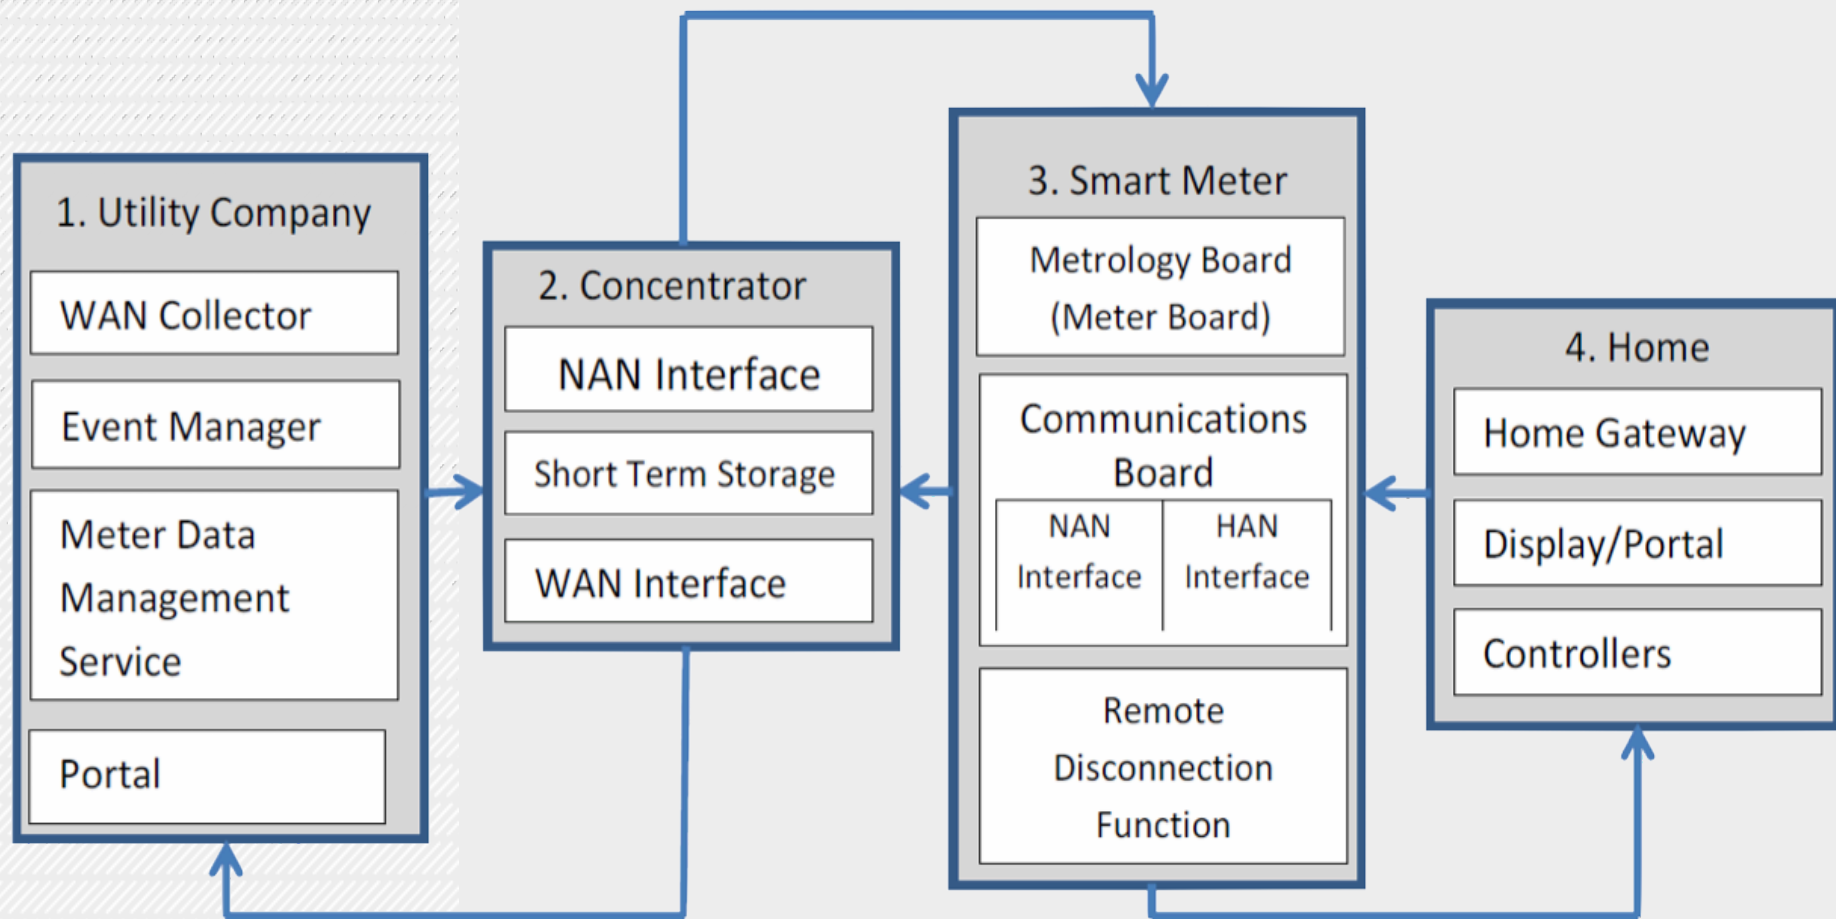 1. Utility Company
WAN Collector
Event Manager
Meter Data
Management
Service
Portal
2. Concentrator
NAN Interface
Short Term Storage
WAN Interface
3. Smart Meter
Metrology Board
(Meter Board)
Communications
Board
NAN
Interface
HAN
Interface
Remote
Disconnection
Function
4. Home
Home Gateway
Display/Portal
Controllers